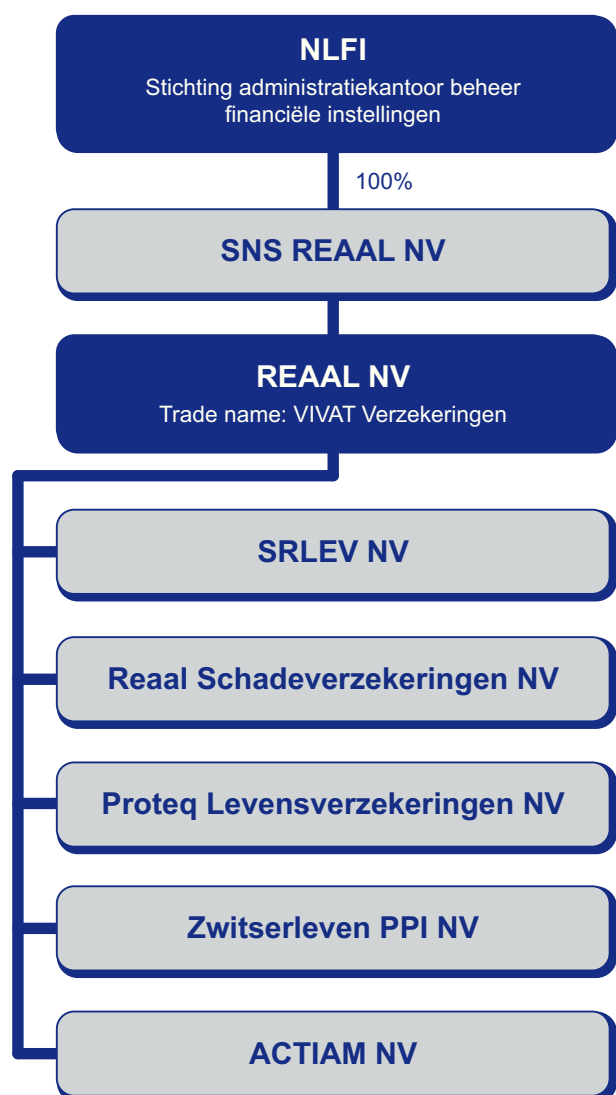 NLFI
Stichting administratiekantoor beheer
financiële instellingen
100%
SNS REAAL NV
REAAL NV
Trade name: VIVAT Verzekeringen
SRLEV NV
Reaal Schadeverzekeringen NV
Proteq Levensverzekeringen NV
Zwitserleven PPI NV
ACTIAM NV